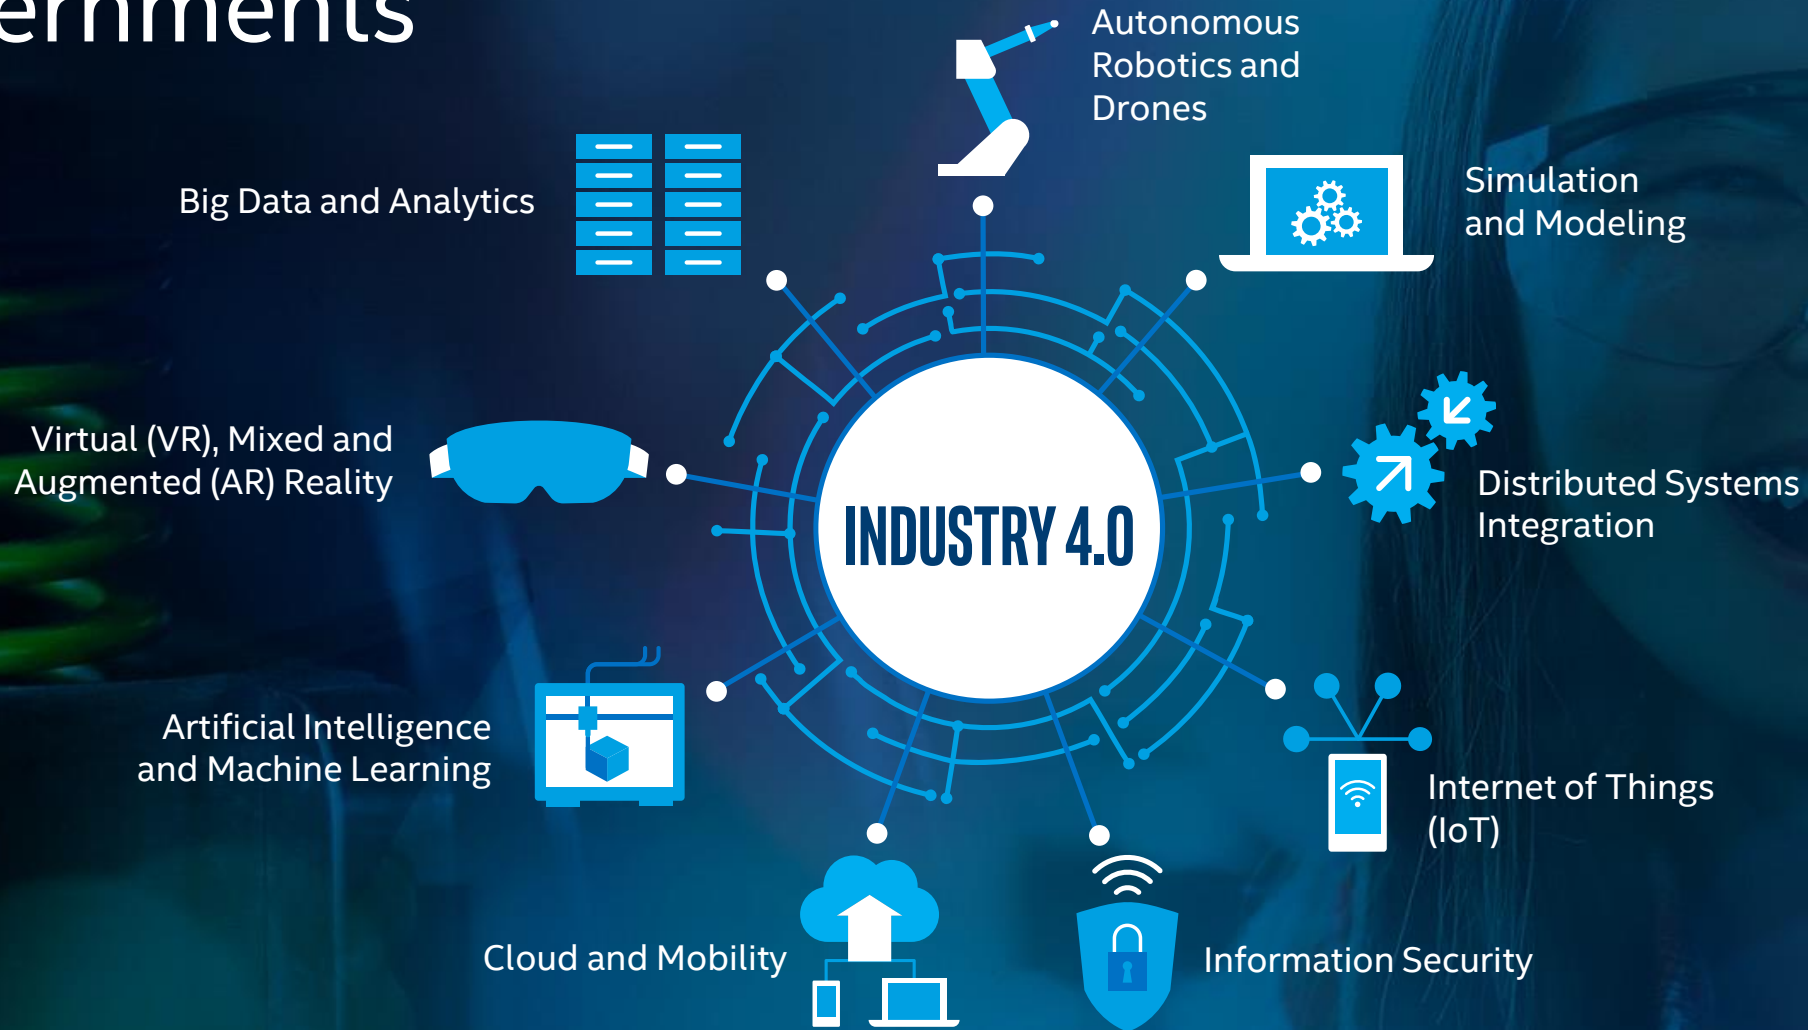 Autonomous
Robotics and
Drones
Big Data and Analytics
Simulation
and Modeling
Virtual (VR), Mixed and
Augmented (AR) Reality
INDUSTRY 4.0
Distributed Systems
Integration
Artificial Intelligence
and Machine Learning
Internet of Things
(IoT)
Cloud and Mobility
Information Security